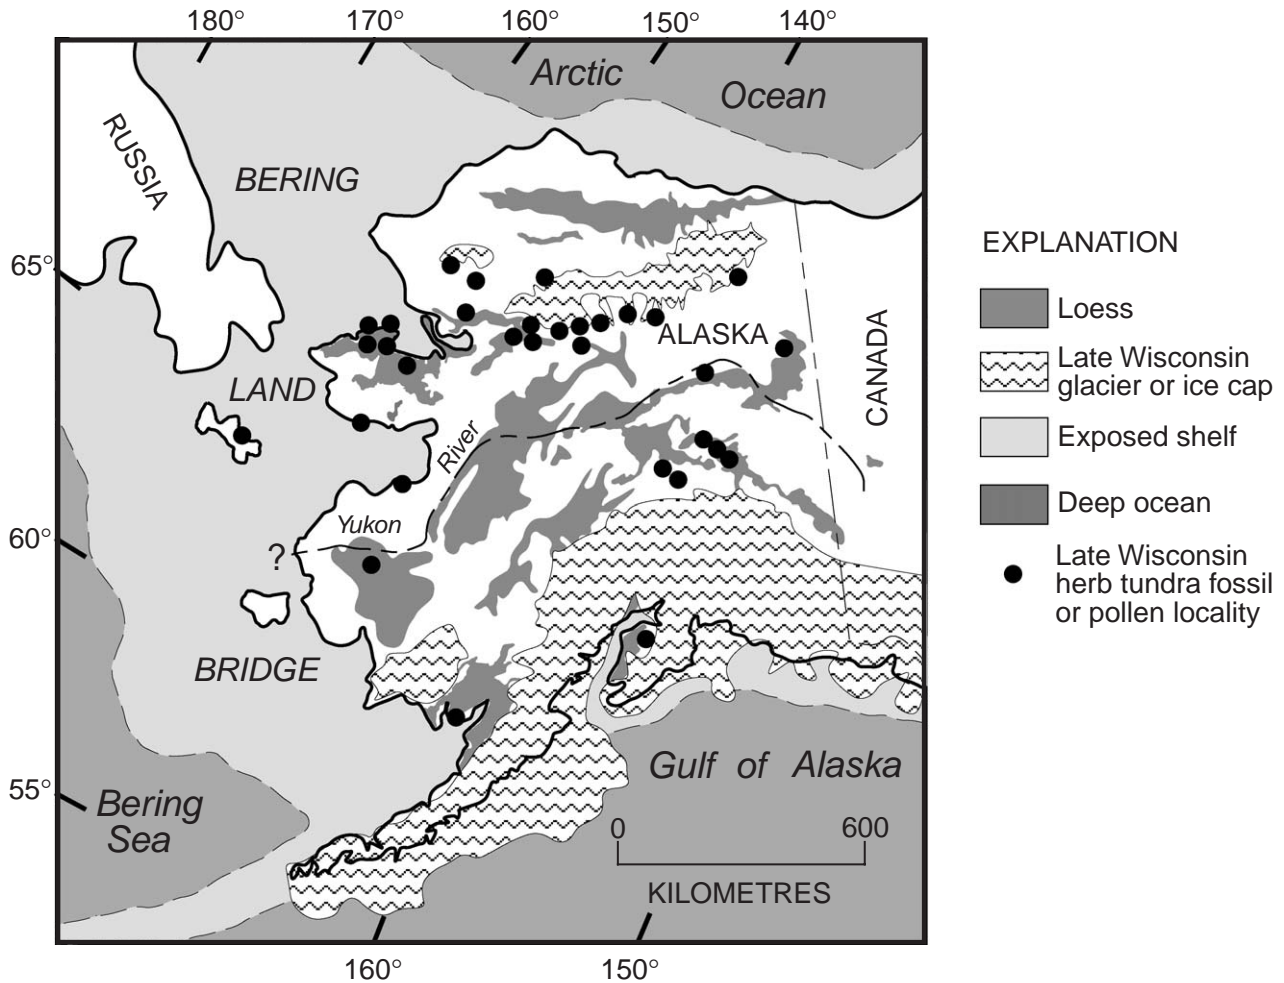 180° 170° 160° 150° 140°
Arctic
Ocean
RUSSIA
BERING
65°
EXPLANATION
Loess
ALASKA
CANADA
Late Wisconsin
glacier or ice cap
LAND
River
Exposed shelf
Deep ocean
Yukon
60°
?
Late Wisconsin
herb tundra fossil
or pollen locality
BRIDGE
Gulf of Alaska
55°
Bering
Sea
0 600
KILOMETRES
160° 150°